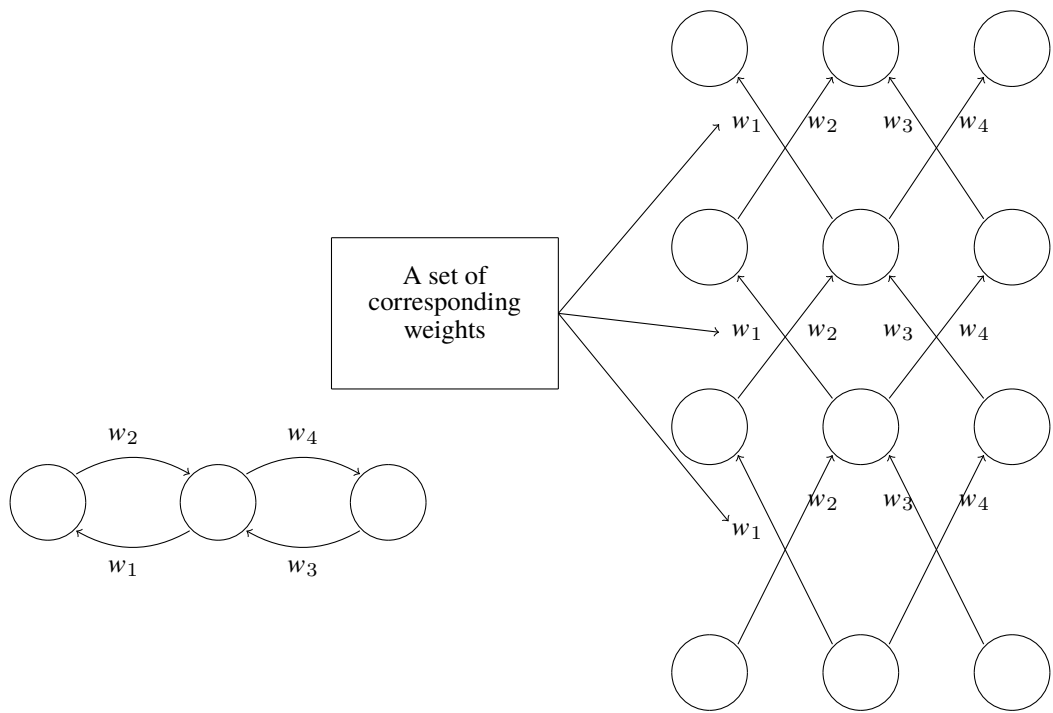 w₁ w₂ w₃ w₄
A set of
corresponding
weights
w₁ w₂ w₃ w₄
w₂ w₄
w₂ w₃ w₄
w₁
w₁ w₃